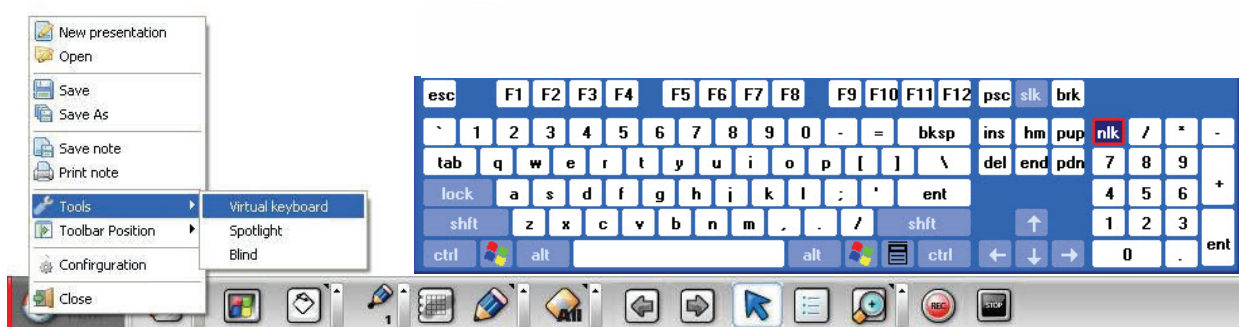 New presentation
Open
Save
Save As
Save note
Print note
Tools
Toolbar Position
Confirguration
Close
Virtual keyboard
Spotlight
Blind
esc F1 F2 F3 F4 F5 F6 F7 F8 F9 F10 F11 F12 psc slk brk
` 1 2 3 4 5 6 7 8 9 0 - = bksp ins hm pup nlk / * -
tab q w e r t y u i o p [ ] \ del end pdn 7 8 9 +
lock a s d f g h j k l ; ' ent 4 5 6
shft z x c v b n m , . / shft ↑ 1 2 3 ent
ctrl alt alt ctrl ← ↓ → 0 .
1 All REC STOP